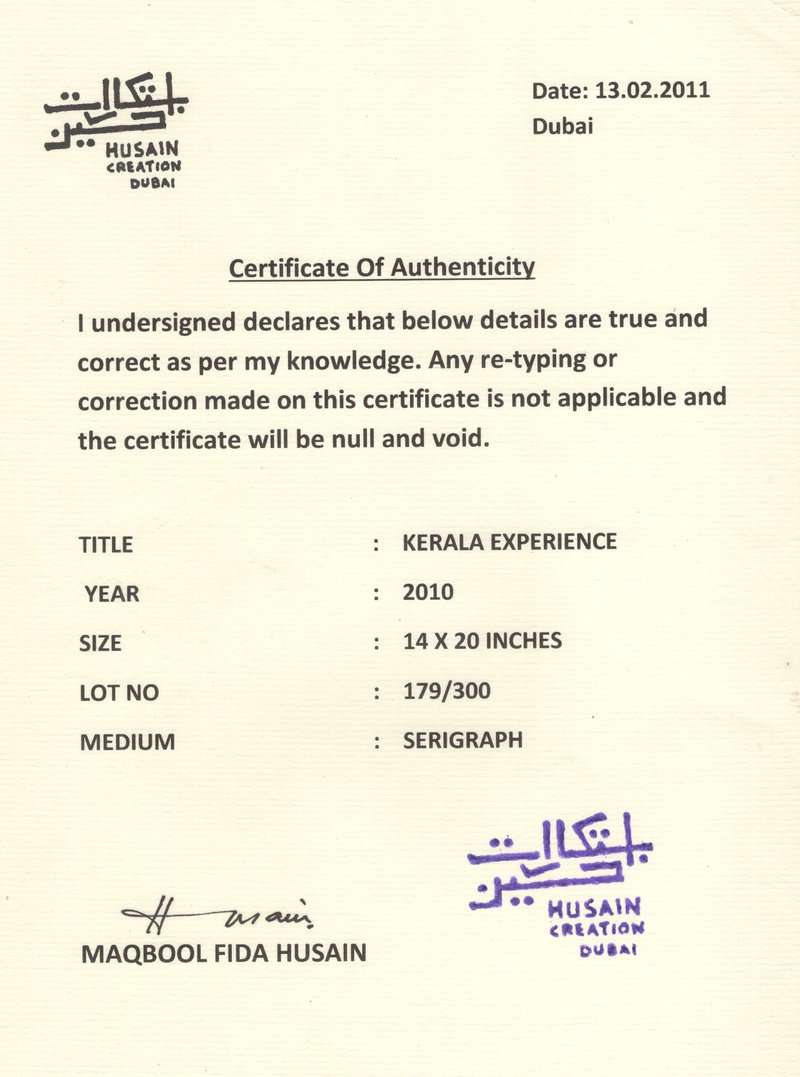 حسين
HUSAIN
CREATION
DUBAI
Date: 13.02.2011
Dubai
Certificate Of Authenticity
I undersigned declares that below details are true and
correct as per my knowledge. Any re-typing or
correction made on this certificate is not applicable and
the certificate will be null and void.
TITLE : KERALA EXPERIENCE
YEAR : 2010
SIZE : 14 X 20 INCHES
LOT NO : 179/300
MEDIUM : SERIGRAPH
Husain
MAQBOOL FIDA HUSAIN
حسين
HUSAIN
CREATION
DUBAI